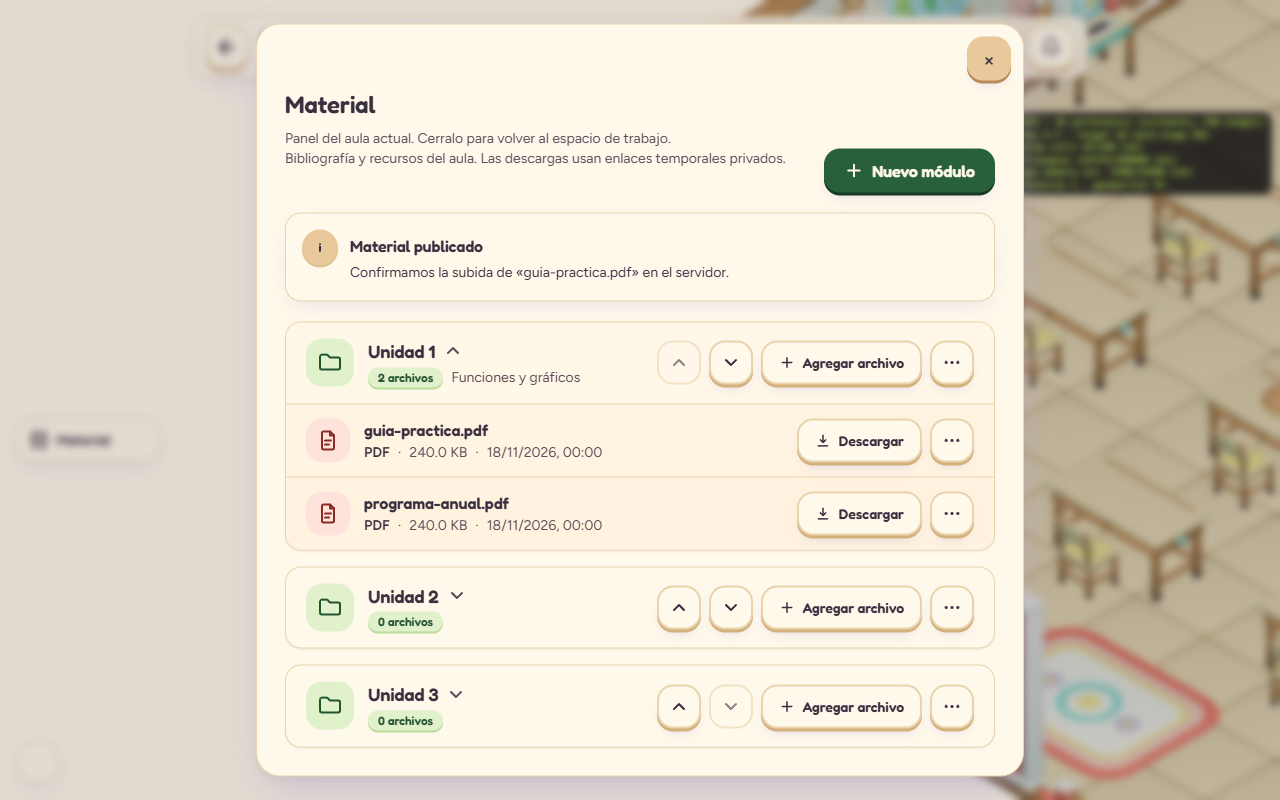 ×
Material
Panel del aula actual. Cerralo para volver al espacio de trabajo.
Bibliografía y recursos del aula. Las descargas usan enlaces temporales privados.
+ Nuevo módulo
i
Material publicado
Confirmamos la subida de «guia-practica.pdf» en el servidor.
Unidad 1
2 archivos Funciones y gráficos
+ Agregar archivo
guia-practica.pdf
PDF · 240.0 KB · 18/11/2026, 00:00
Descargar
programa-anual.pdf
PDF · 240.0 KB · 18/11/2026, 00:00
Descargar
Unidad 2
0 archivos
+ Agregar archivo
Unidad 3
0 archivos
+ Agregar archivo
Material